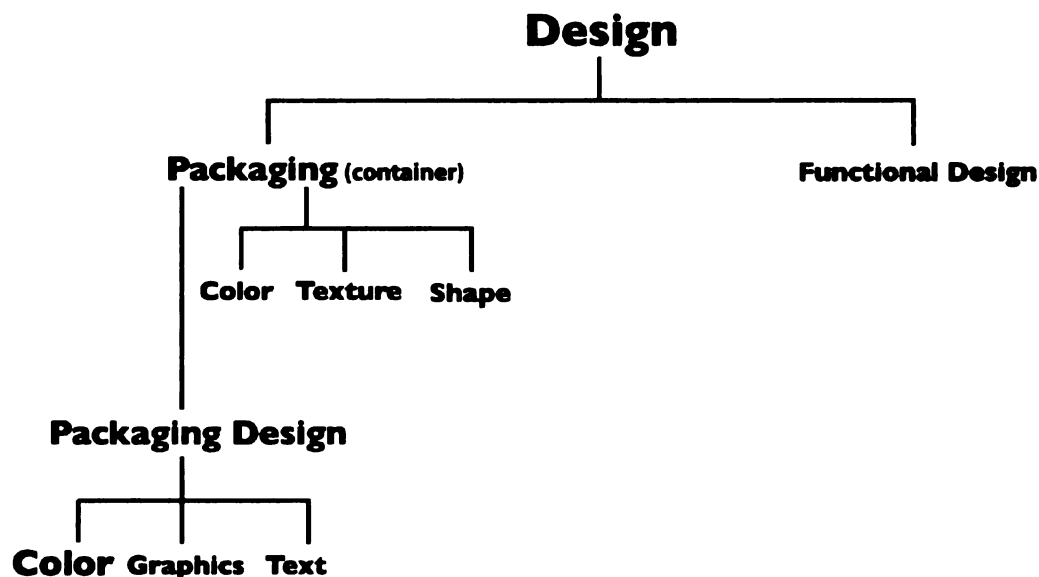 Design
Packaging (container)
Functional Design
Color Texture Shape
Packaging Design
Color Graphics Text